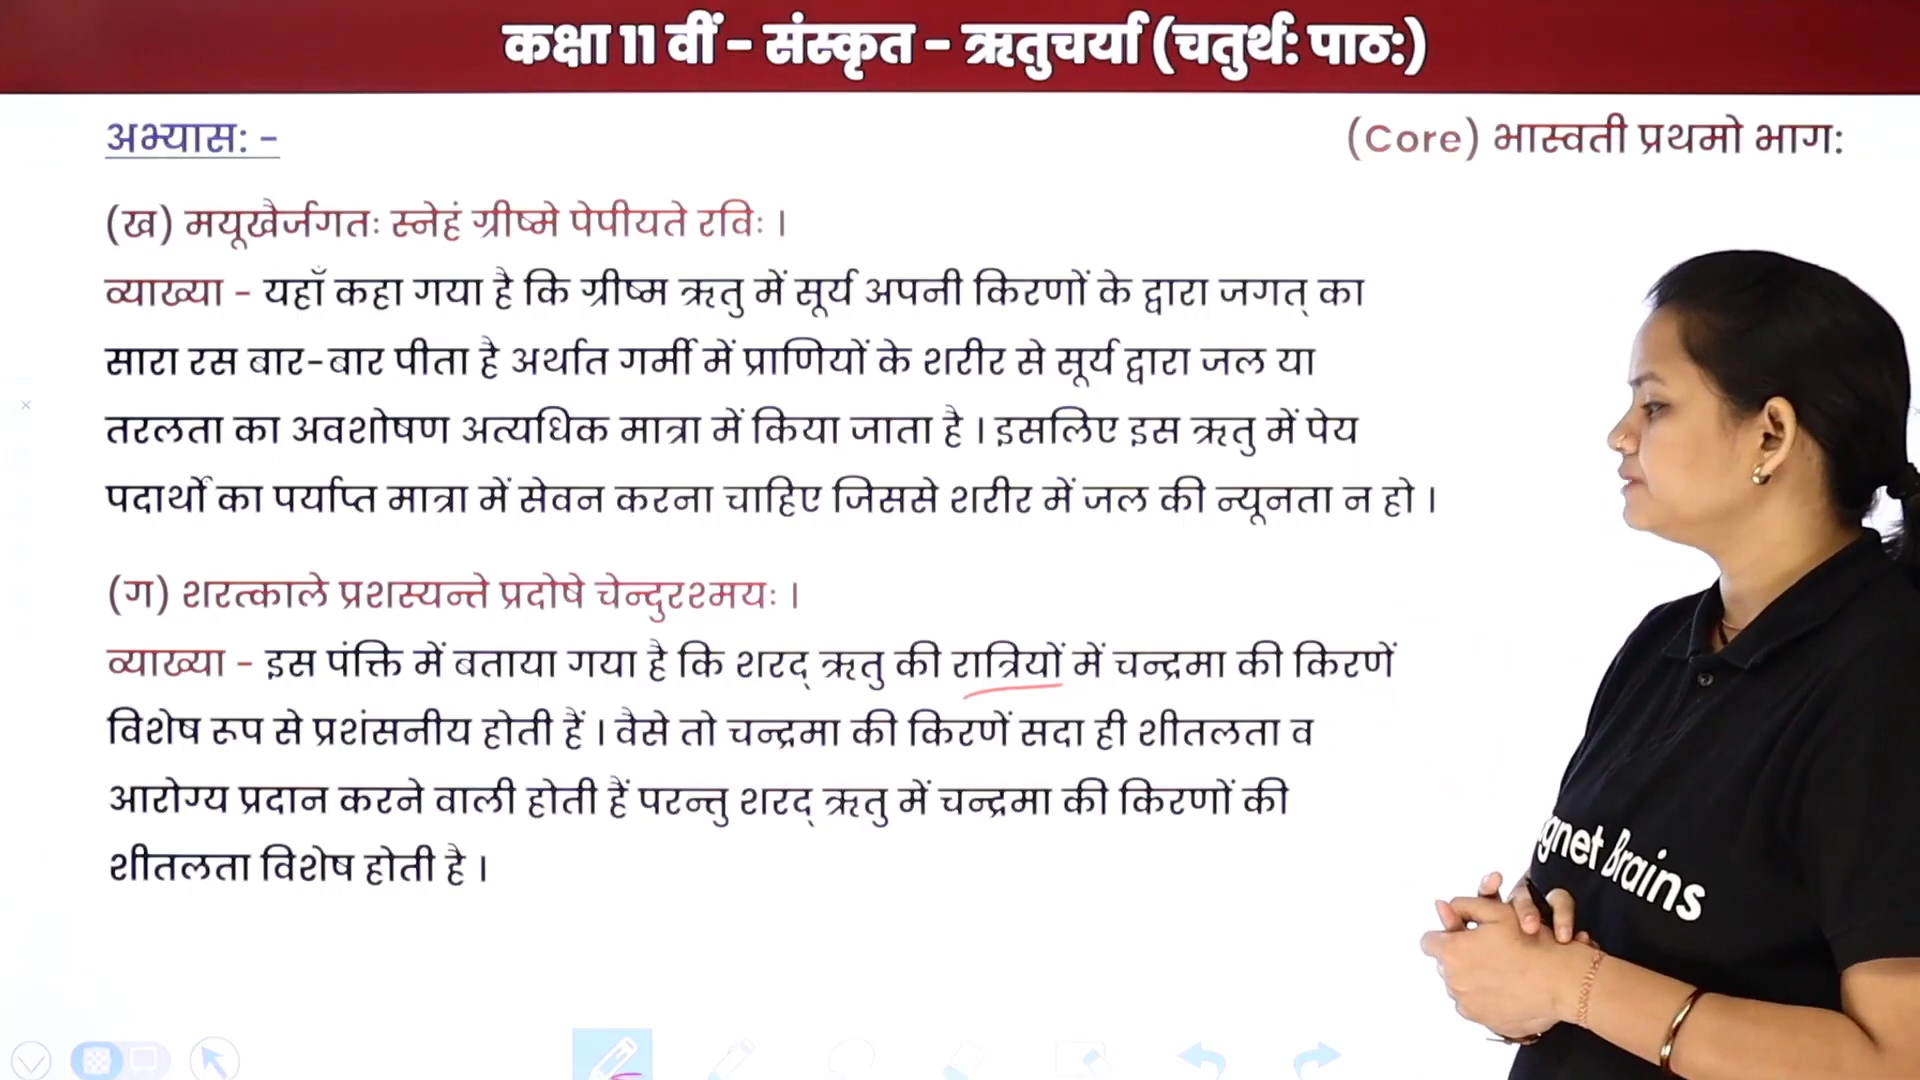 कक्षा 11 वीं - संस्कृत - ऋतुचर्या (चतुर्थ: पाठ:)
अभ्यास: -
(Core) भास्वती प्रथमो भाग:
(ख) मयूखैर्जगतः स्नेहं ग्रीष्मे पेपीयते रविः ।
व्याख्या - यहाँ कहा गया है कि ग्रीष्म ऋतु में सूर्य अपनी किरणों के द्वारा जगत् का
सारा रस बार-बार पीता है अर्थात गर्मी में प्राणियों के शरीर से सूर्य द्वारा जल या
तरलता का अवशोषण अत्यधिक मात्रा में किया जाता है । इसलिए इस ऋतु में पेय
पदार्थों का पर्याप्त मात्रा में सेवन करना चाहिए जिससे शरीर में जल की न्यूनता न हो ।
(ग) शरत्काले प्रशस्यन्ते प्रदोषे चेन्दुरश्मयः ।
व्याख्या - इस पंक्ति में बताया गया है कि शरद् ऋतु की रात्रियों में चन्द्रमा की किरणें
विशेष रूप से प्रशंसनीय होती हैं । वैसे तो चन्द्रमा की किरणें सदा ही शीतलता व
आरोग्य प्रदान करने वाली होती हैं परन्तु शरद् ऋतु में चन्द्रमा की किरणों की
शीतलता विशेष होती है ।
gnet Brains